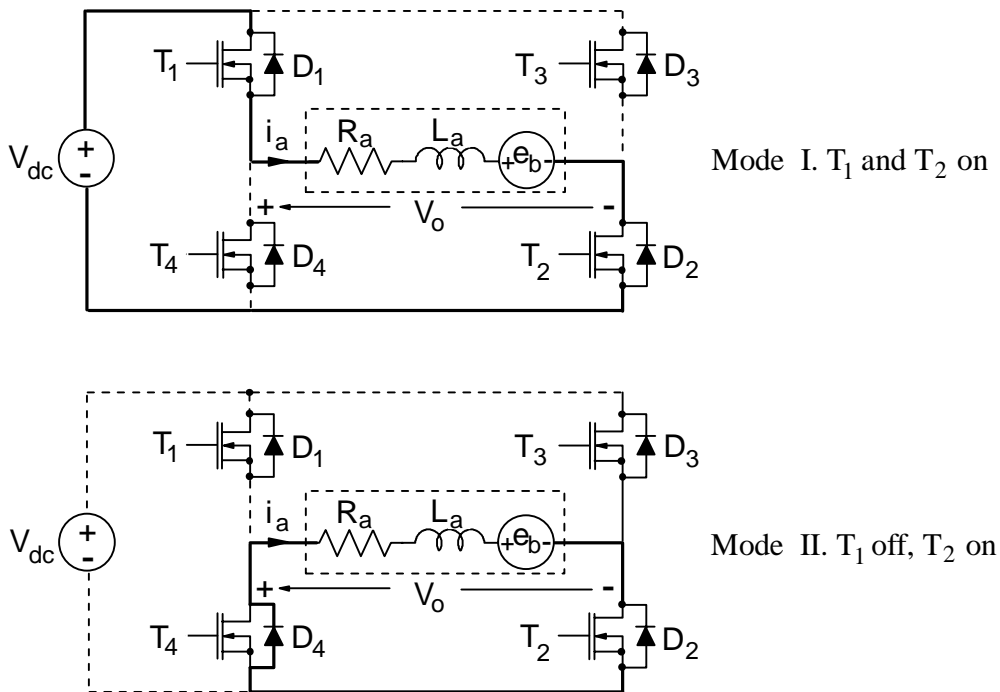 T1 D1 T3 D3
Vdc + -
ia Ra La + eb -
Mode I. T1 and T2 on
+ Vo -
T4 D4 T2 D2
T1 D1 T3 D3
Vdc + -
ia Ra La + eb -
Mode II. T1 off, T2 on
+ Vo -
T4 D4 T2 D2